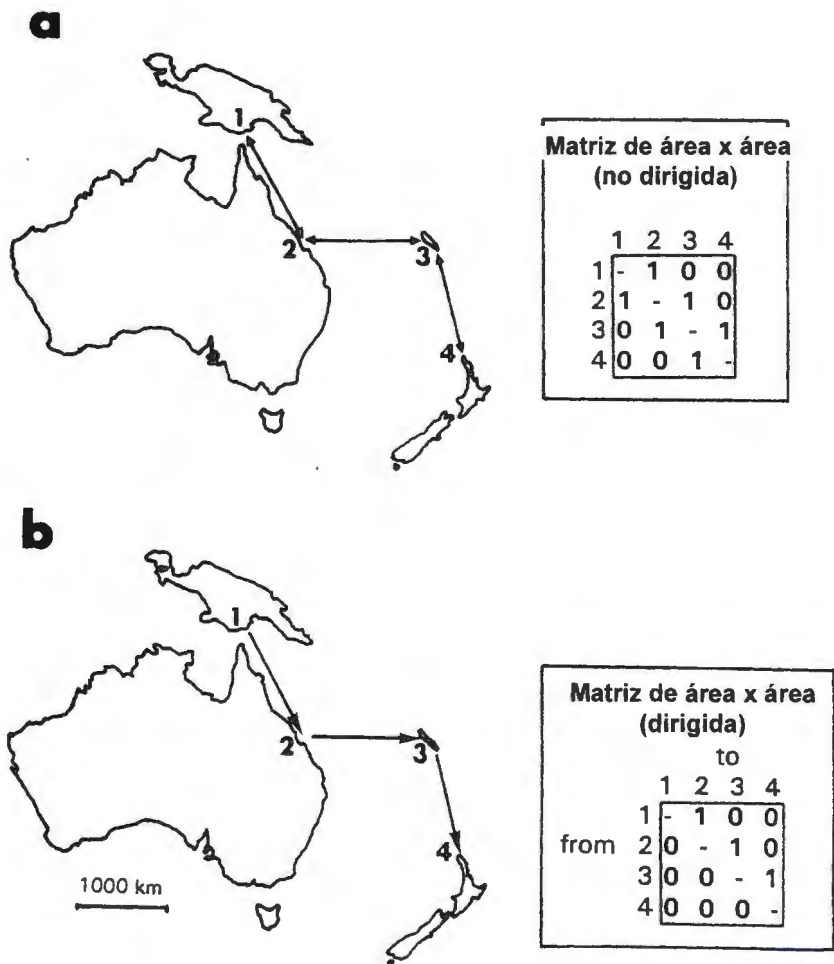 a
1
2
3
4
Matriz de área x área
(no dirigida)
1 2 3 4
1 - 1 0 0
2 1 - 1 0
3 0 1 - 1
4 0 0 1 -
b
1
2
3
4
1000 km
Matriz de área x área
(dirigida)
to
1 2 3 4
1 - 1 0 0
from 2 0 - 1 0
3 0 0 - 1
4 0 0 0 -